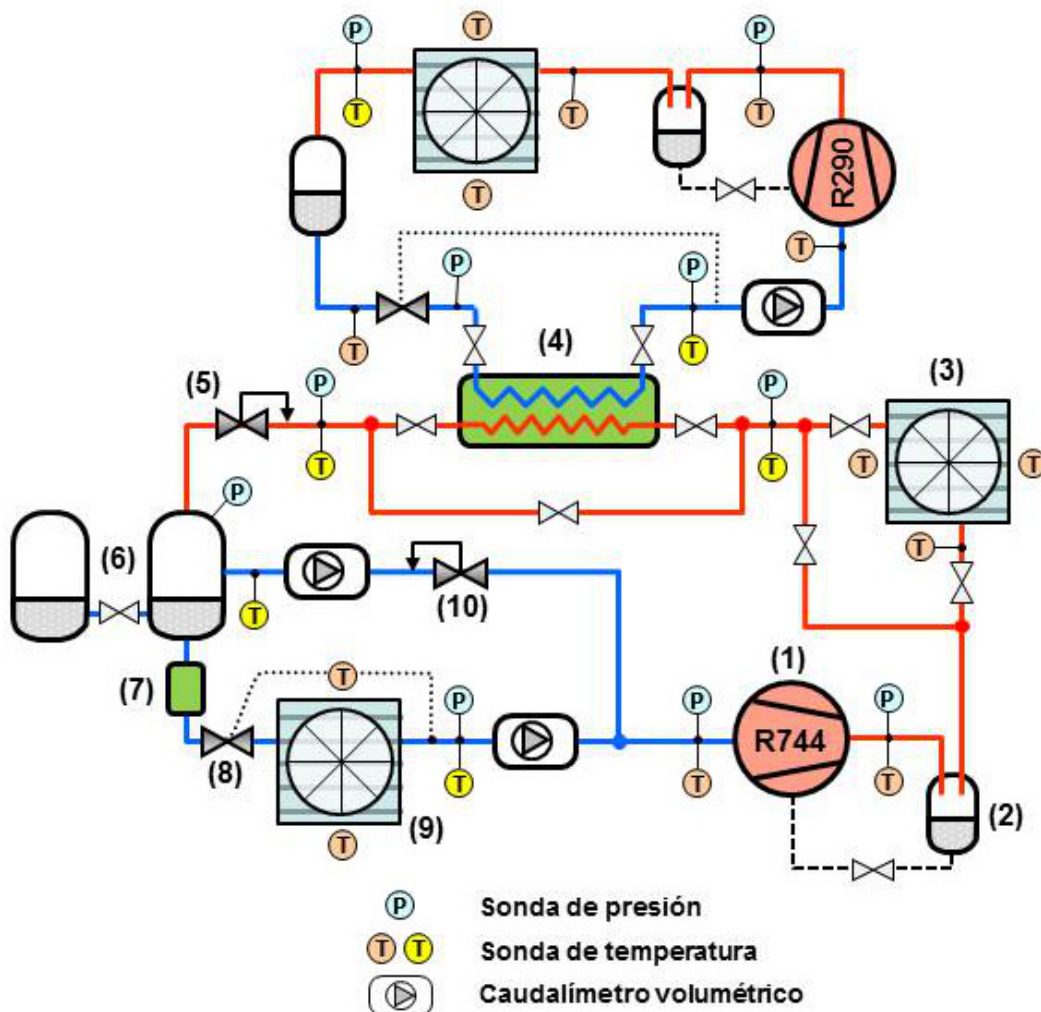 T
P
P
T
T
T
T
R290
T
P
P
T
T
(4)
(5)
P
P
(3)
T
T
T
T
P
(6)
T
T
(10)
(7)
(1)
T
P
P
P
R744
(8)
T
T
T
(9)
(2)
T
P Sonda de presión
T T Sonda de temperatura
Caudalímetro volumétrico